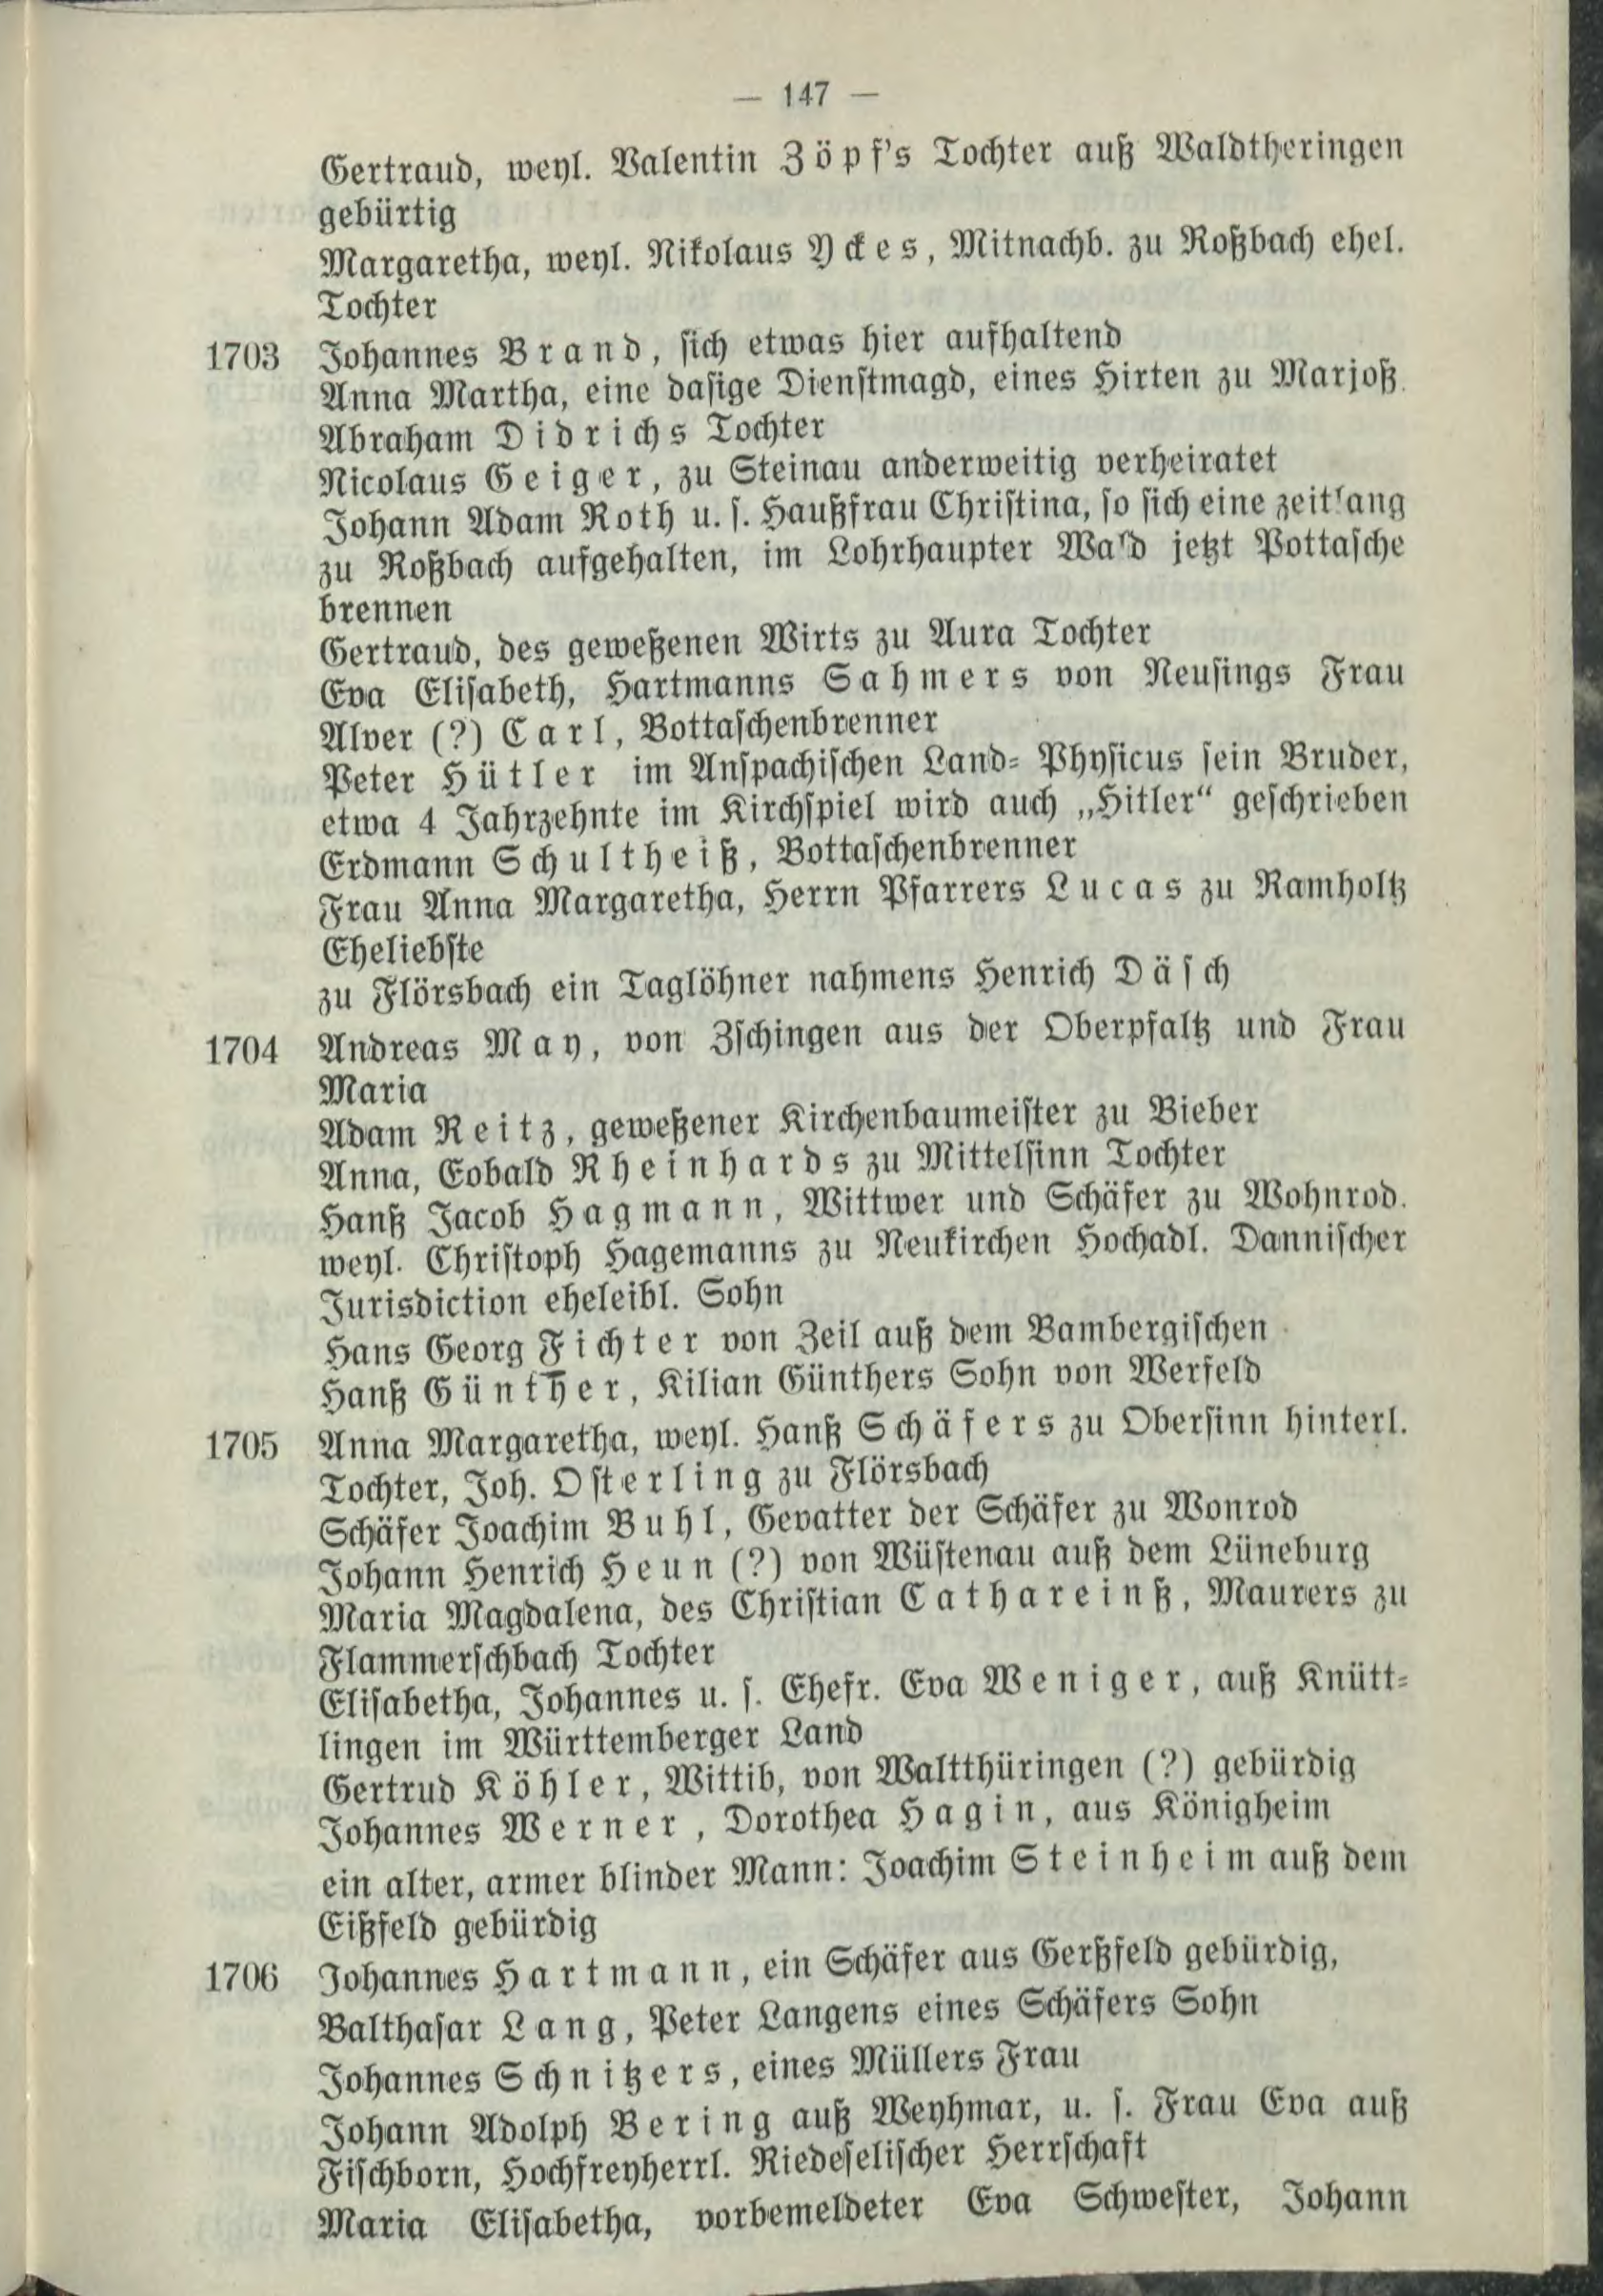 — 147 —
Gertraud, weyl. Valentin Zöpf's Tochter auß Waldtheringen
gebürtig
Margaretha, weyl. Nikolaus Yckes, Mitnachb. zu Roßbach ehel.
Tochter
1703 Johannes Brand, sich etwas hier aufhaltend
Anna Martha, eine dasige Dienstmagd, eines Hirten zu Marjoß
Abraham Didrichs Tochter
Nicolaus Geiger, zu Steinau anderweitig verheiratet
Johann Adam Roth u. s. Haußfrau Christina, so sich eine zeitlang
zu Roßbach aufgehalten, im Lohrhaupter Wald jetzt Pottasche
brennen
Gertraud, des geweßenen Wirts zu Aura Tochter
Eva Elisabeth, Hartmanns Sahmers von Neusings Frau
Alver (?) Carl, Bottaschenbrenner
Peter Hütler im Anspachischen Land-Physicus sein Bruder,
etwa 4 Jahrzehnte im Kirchspiel wird auch „Hitler“ geschrieben
Erdmann Schultheiß, Bottaschenbrenner
Frau Anna Margaretha, Herrn Pfarrers Lucas zu Ramholtz
Eheliebste
zu Flörsbach ein Taglöhner nahmens Henrich Däsch
1704 Andreas May, von Zschingen aus der Oberpfaltz und Frau
Maria
Adam Reitz, geweßener Kirchenbaumeister zu Bieber
Anna, Eobald Rheinhards zu Mittelsinn Tochter
Hanß Jacob Hagmann, Wittwer und Schäfer zu Wohnrod.
weyl. Christoph Hagemanns zu Neukirchen Hochadl. Dannischer
Jurisdiction eheleibl. Sohn
Hans Georg Fichter von Zeil auß dem Bambergischen
Hanß Günther, Kilian Günthers Sohn von Werfeld
1705 Anna Margaretha, weyl. Hanß Schäfers zu Obersinn hinterl.
Tochter, Joh. Osterling zu Flörsbach
Schäfer Joachim Buhl, Gevatter der Schäfer zu Wonrod
Johann Henrich Heun (?) von Wüstenau auß dem Lüneburg
Maria Magdalena, des Christian Cathareinß, Maurers zu
Flammerschbach Tochter
Elisabetha, Johannes u. s. Ehefr. Eva Weniger, auß Knütt-
lingen im Württemberger Land
Gertrud Köhler, Wittib, von Waltthüringen (?) gebürdig
Johannes Werner, Dorothea Hagin, aus Königheim
ein alter, armer blinder Mann: Joachim Steinheim auß dem
Eißfeld gebürdig
1706 Johannes Hartmann, ein Schäfer aus Gerßfeld gebürdig,
Balthasar Lang, Peter Langens eines Schäfers Sohn
Johannes Schnitzers, eines Müllers Frau
Johann Adolph Bering auß Weyhmar, u. s. Frau Eva auß
Fischborn, Hochfreyherrl. Riedeselischer Herrschaft
Maria Elisabetha, vorbemeldeter Eva Schwester, Johann